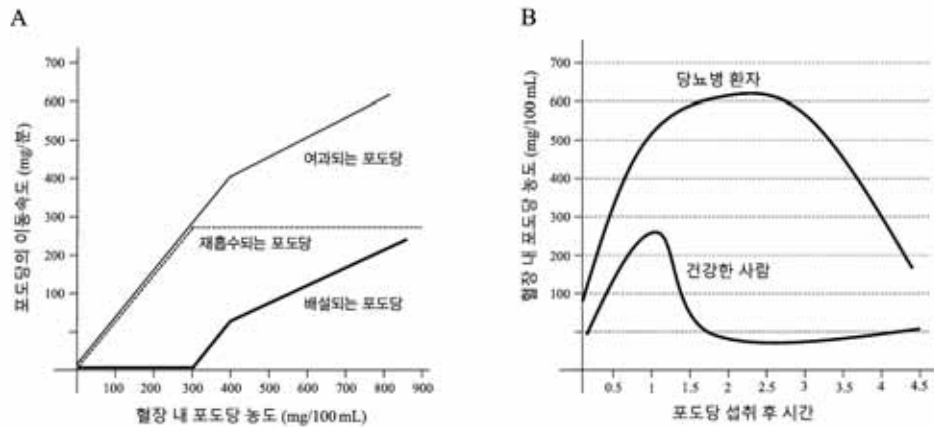 A
포도당의 이동속도 (mg/분)
700
600
500
400
300
200
100
여과되는 포도당
재흡수되는 포도당
배설되는 포도당
100 200 300 400 500 600 700 800 900
혈장 내 포도당 농도 (mg/100 mL)
B
혈장 내 포도당 농도 (mg/100 mL)
700
600
500
400
300
200
100
당뇨병 환자
건강한 사람
0.5 1 1.5 2 2.5 3 3.5 4 4.5
포도당 섭취 후 시간